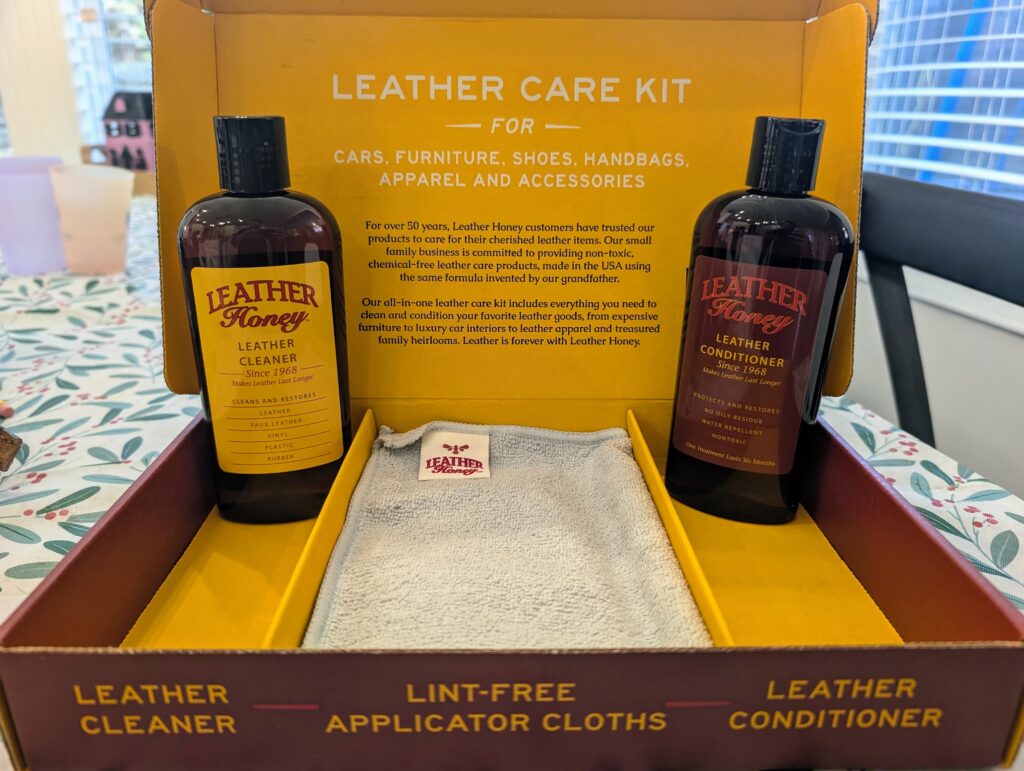 LEATHER CARE KIT
FOR
CARS, FURNITURE, SHOES, HANDBAGS,
APPAREL AND ACCESSORIES
For over 50 years, Leather Honey customers have trusted our
products to care for their cherished leather items. Our small
family business is committed to providing non-toxic,
chemical-free leather care products, made in the USA using
the same formula invented by our grandfather.
Our all-in-one leather care kit includes everything you need to
clean and condition your favorite leather goods, from expensive
furniture to luxury car interiors to leather apparel and treasured
family heirlooms. Leather is forever with Leather Honey.
LEATHER
Honey
LEATHER
CLEANER
Since 1968
Makes Leather Last Longer
CLEANS AND RESTORES
LEATHER
FAUX LEATHER
VINYL
PLASTIC
RUBBER
LEATHER
Honey
LEATHER
Honey
LEATHER
CONDITIONER
Since 1968
Makes Leather Last Longer
PROTECTS AND RESTORES
NO OILY RESIDUE
WATER REPELLENT
NONTOXIC
One Treatment Lasts Six Months
LEATHER
CLEANER
LINT-FREE
APPLICATOR CLOTHS
LEATHER
CONDITIONER